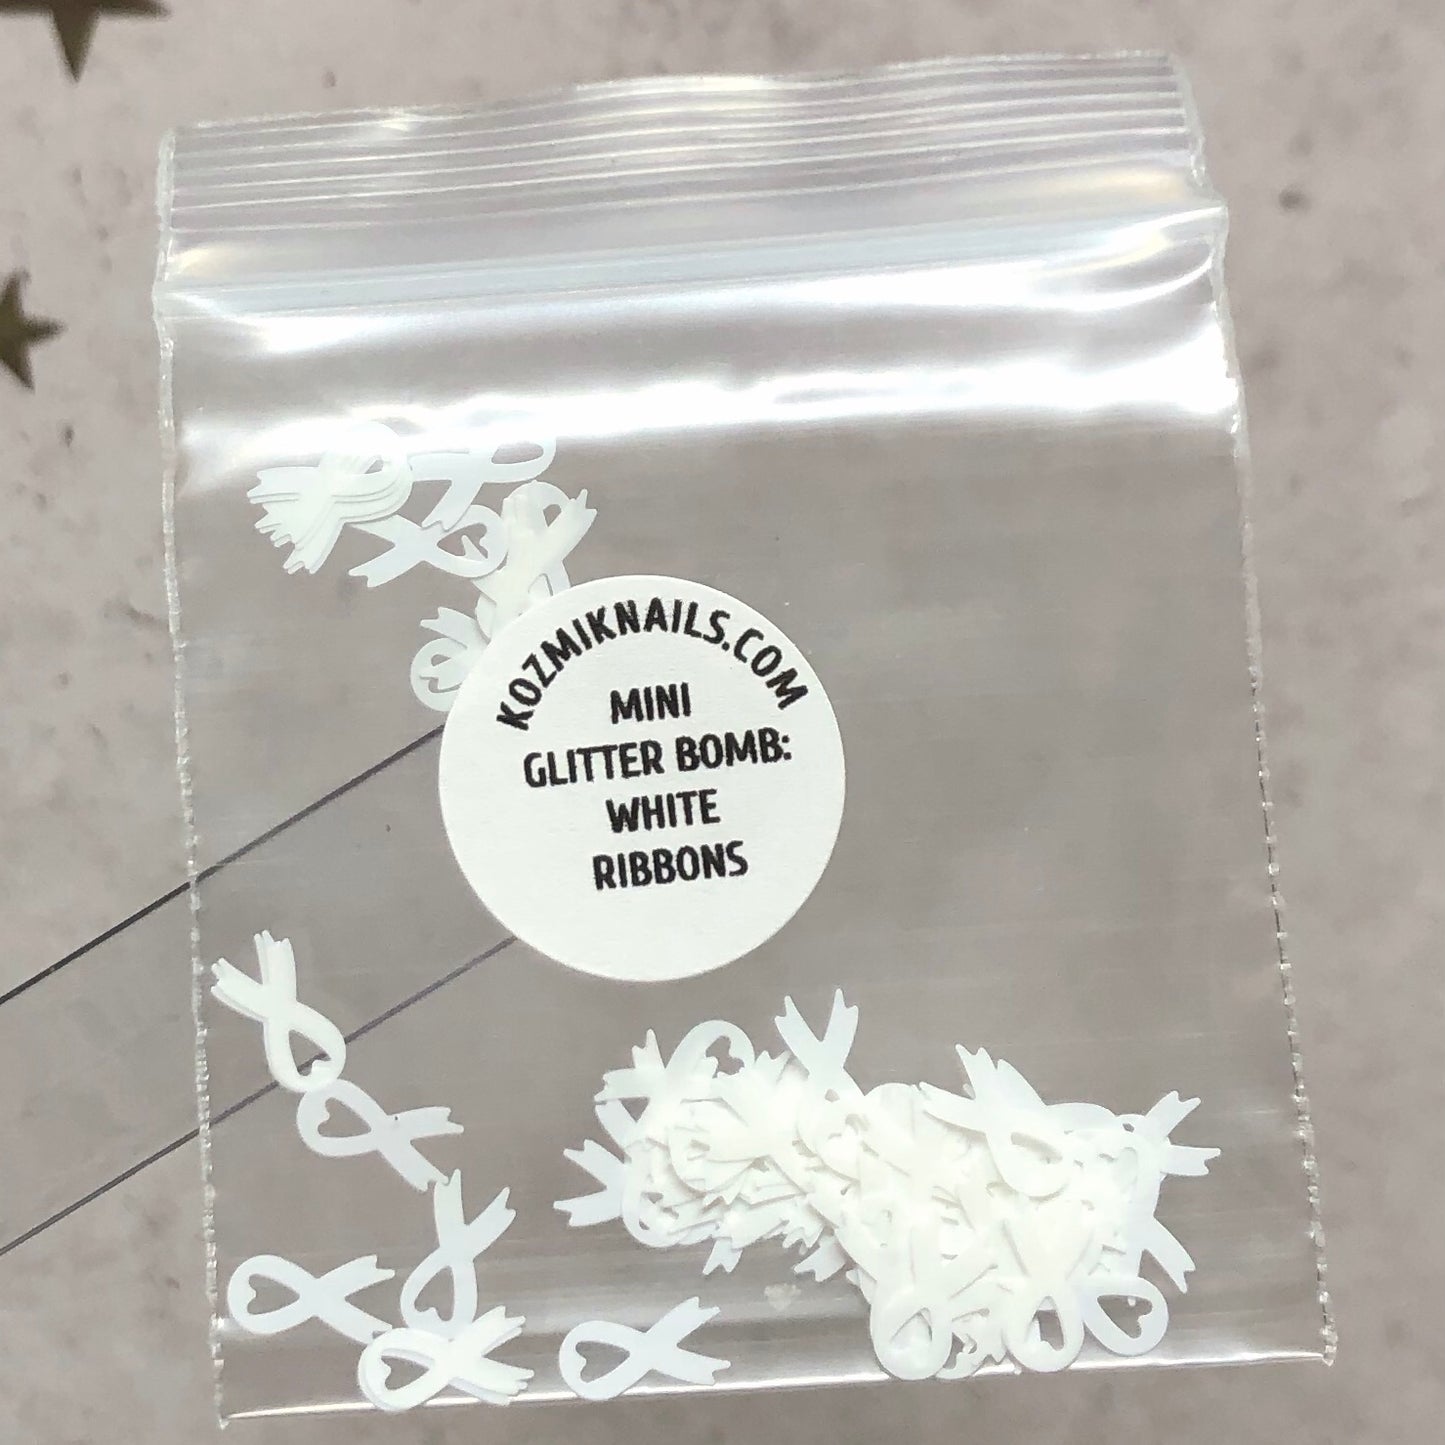 KOZMIKNAILS.COM
MINI
GLITTER BOMB:
WHITE
RIBBONS